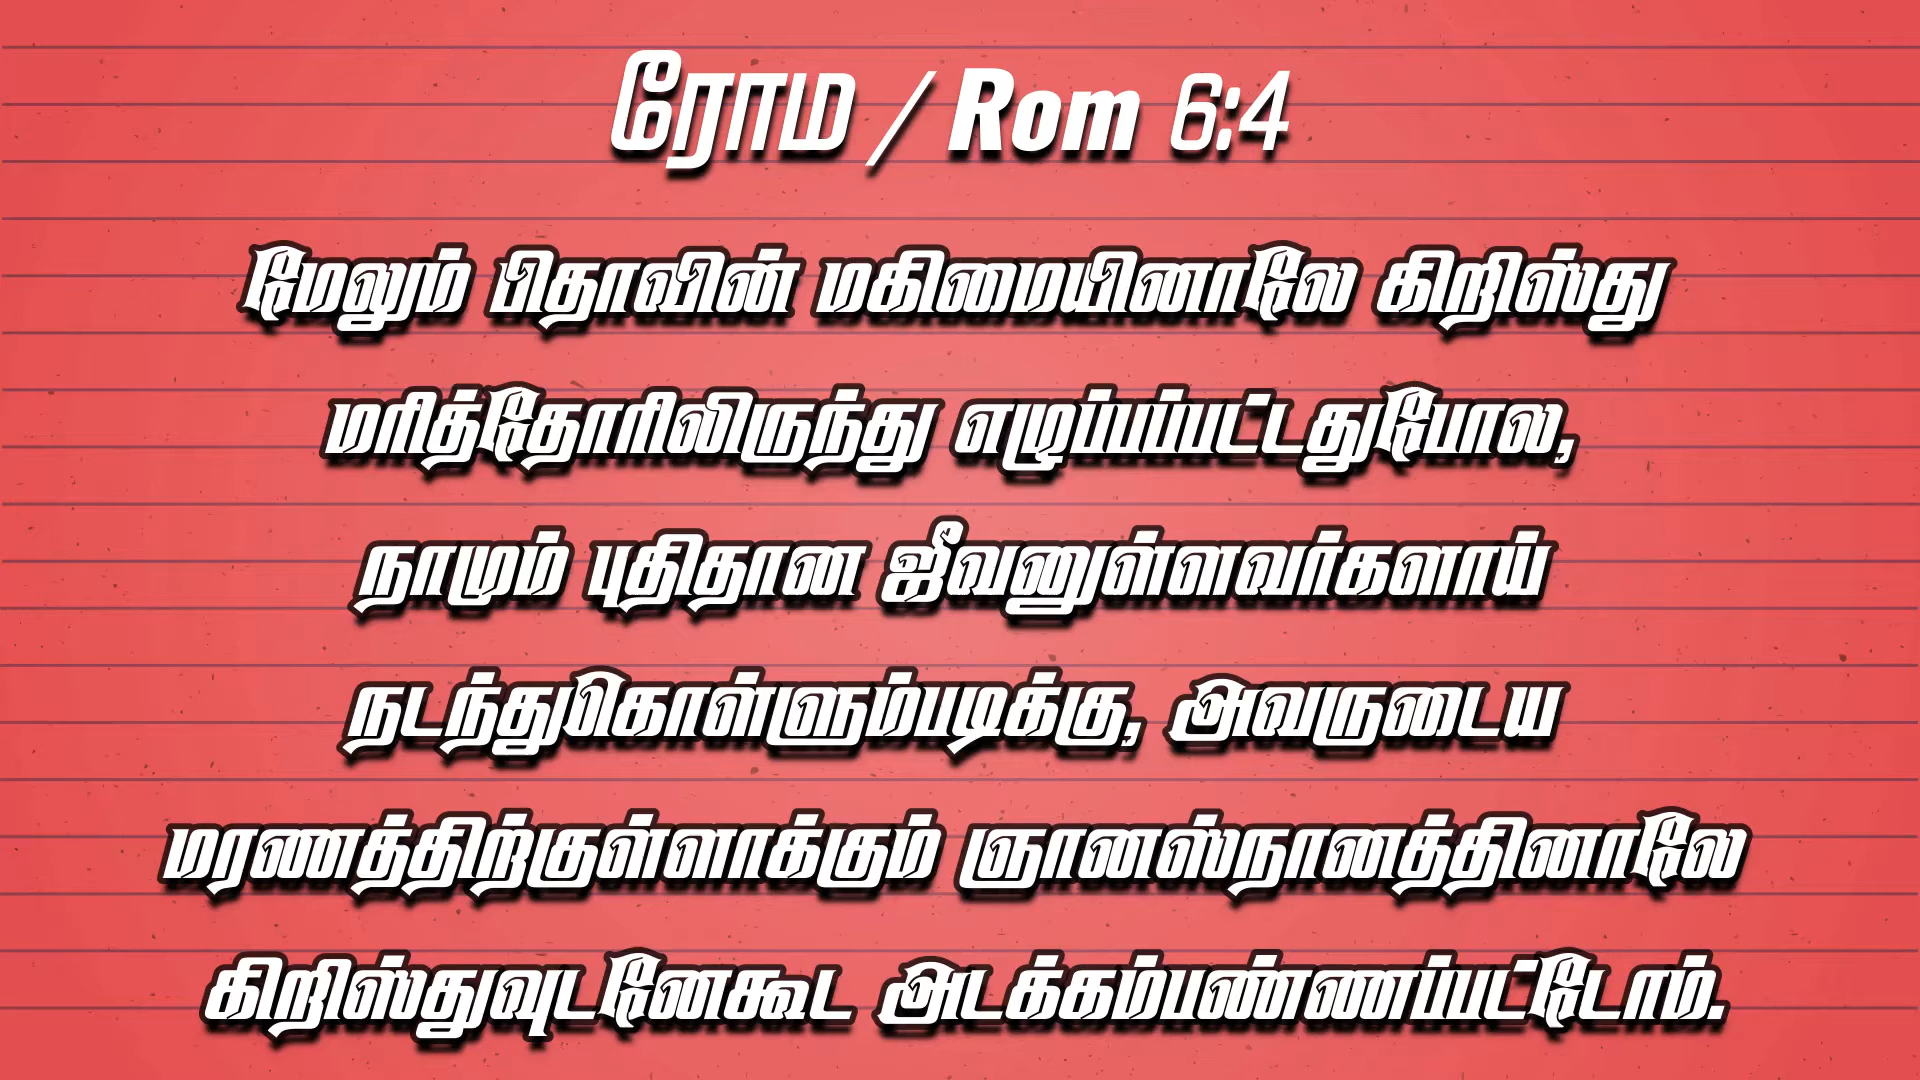 ரோம / Rom 6:4
மேலும் பிதாவின் மகிமையினாலே கிறிஸ்து
மரித்தோரிலிருந்து எழுப்பப்பட்டதுபோல,
நாமும் புதிதான ஜீவனுள்ளவர்களாய்
நடந்துகொள்ளும்படிக்கு, அவருடைய
மரணத்திற்குள்ளாக்கும் ஞானஸ்நானத்தினாலே
கிறிஸ்துவுடனேகூட அடக்கம்பண்ணப்பட்டோம்.